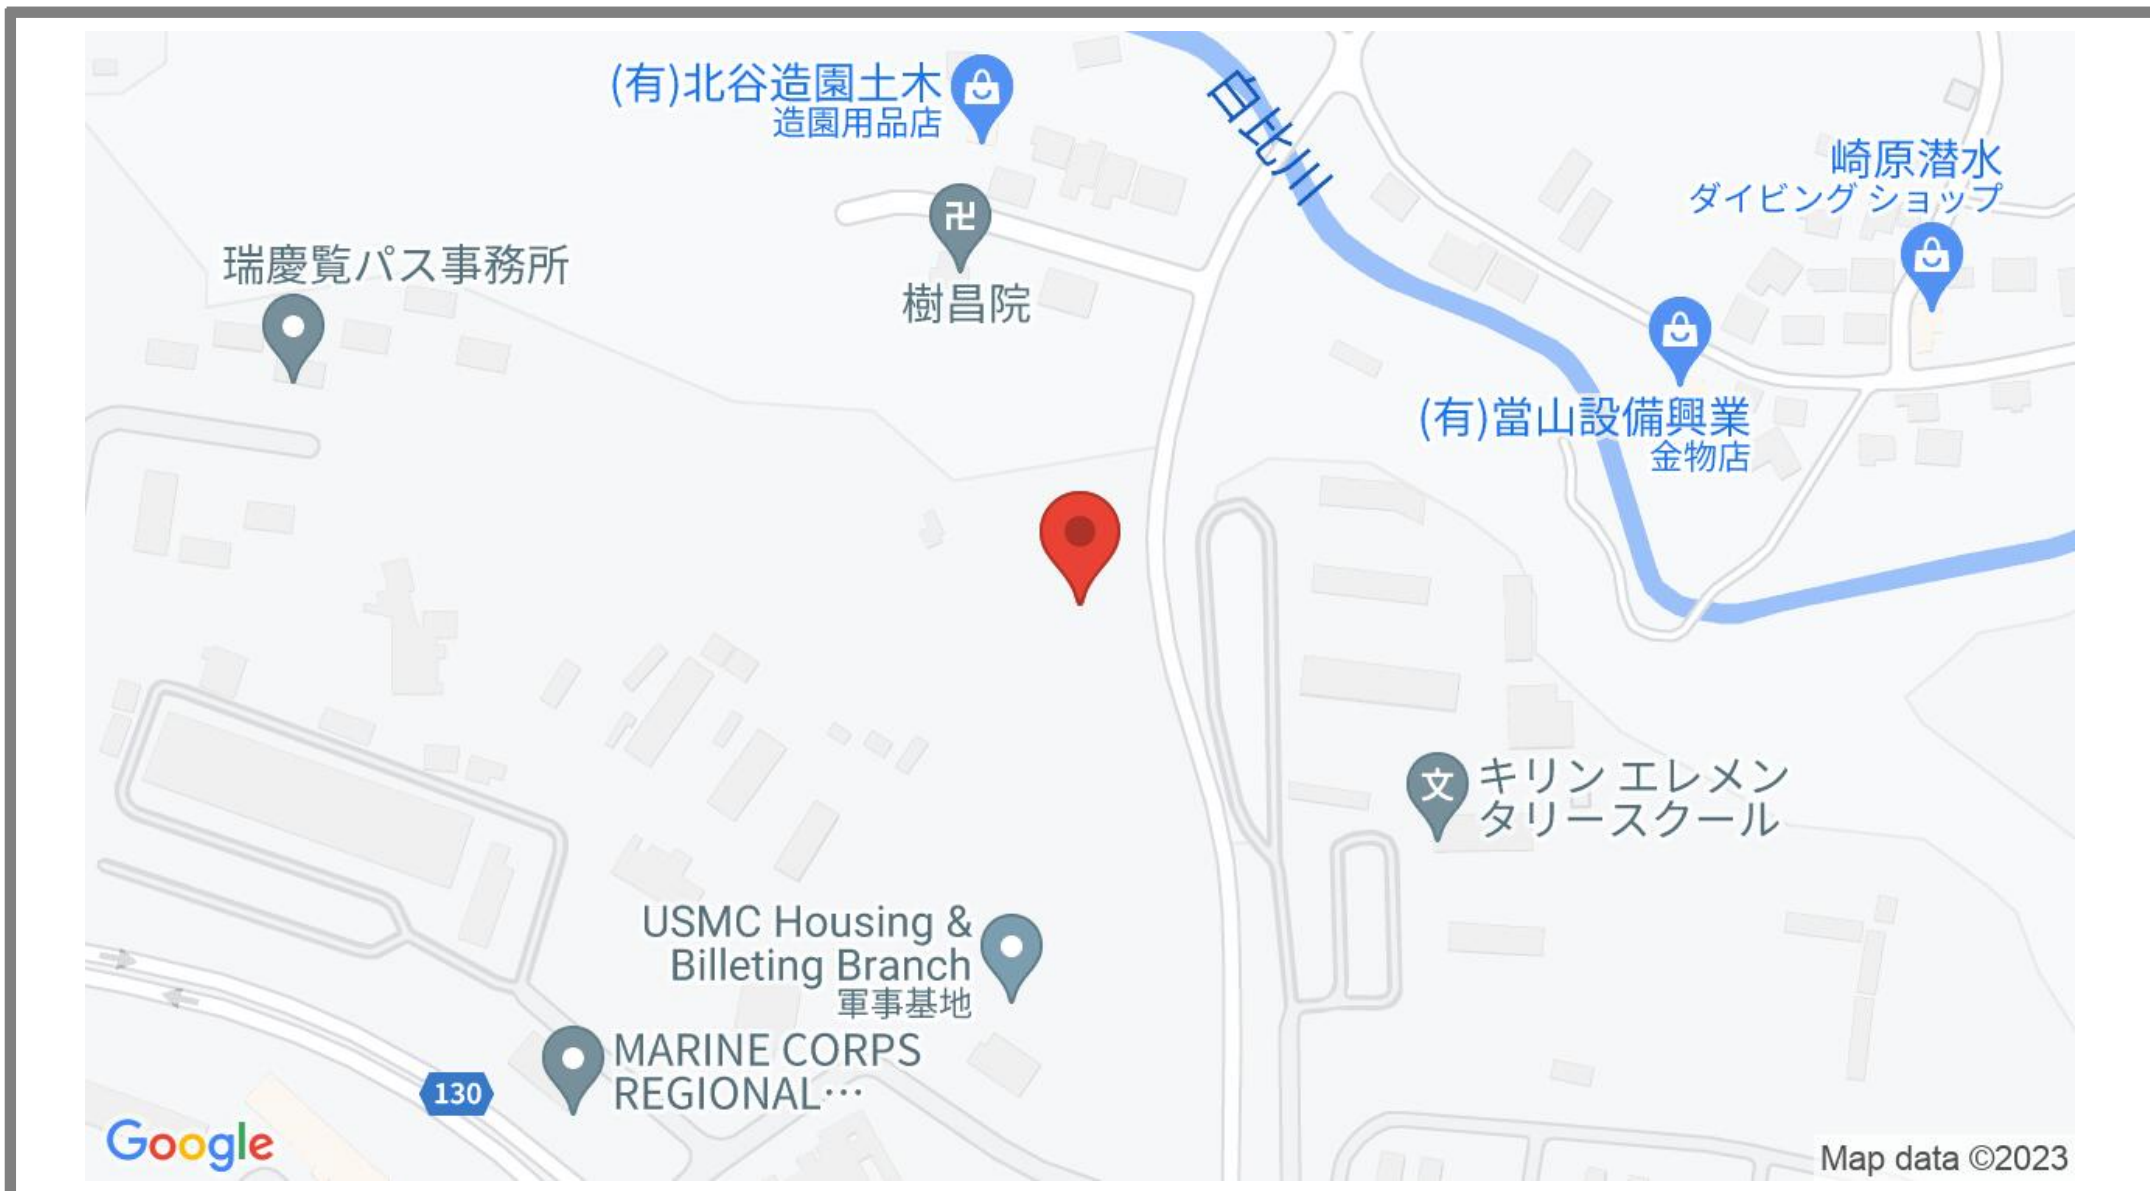 (有)北谷造園土木
造園用品店
白比川
崎原潜水
ダイビング ショップ
卍
樹昌院
瑞慶覧パス事務所
(有)當山設備興業
金物店
文
キリン エレメン
タリースクール
USMC Housing &
Billeting Branch
軍事基地
MARINE CORPS
REGIONAL…
130
Google
Map data ©2023